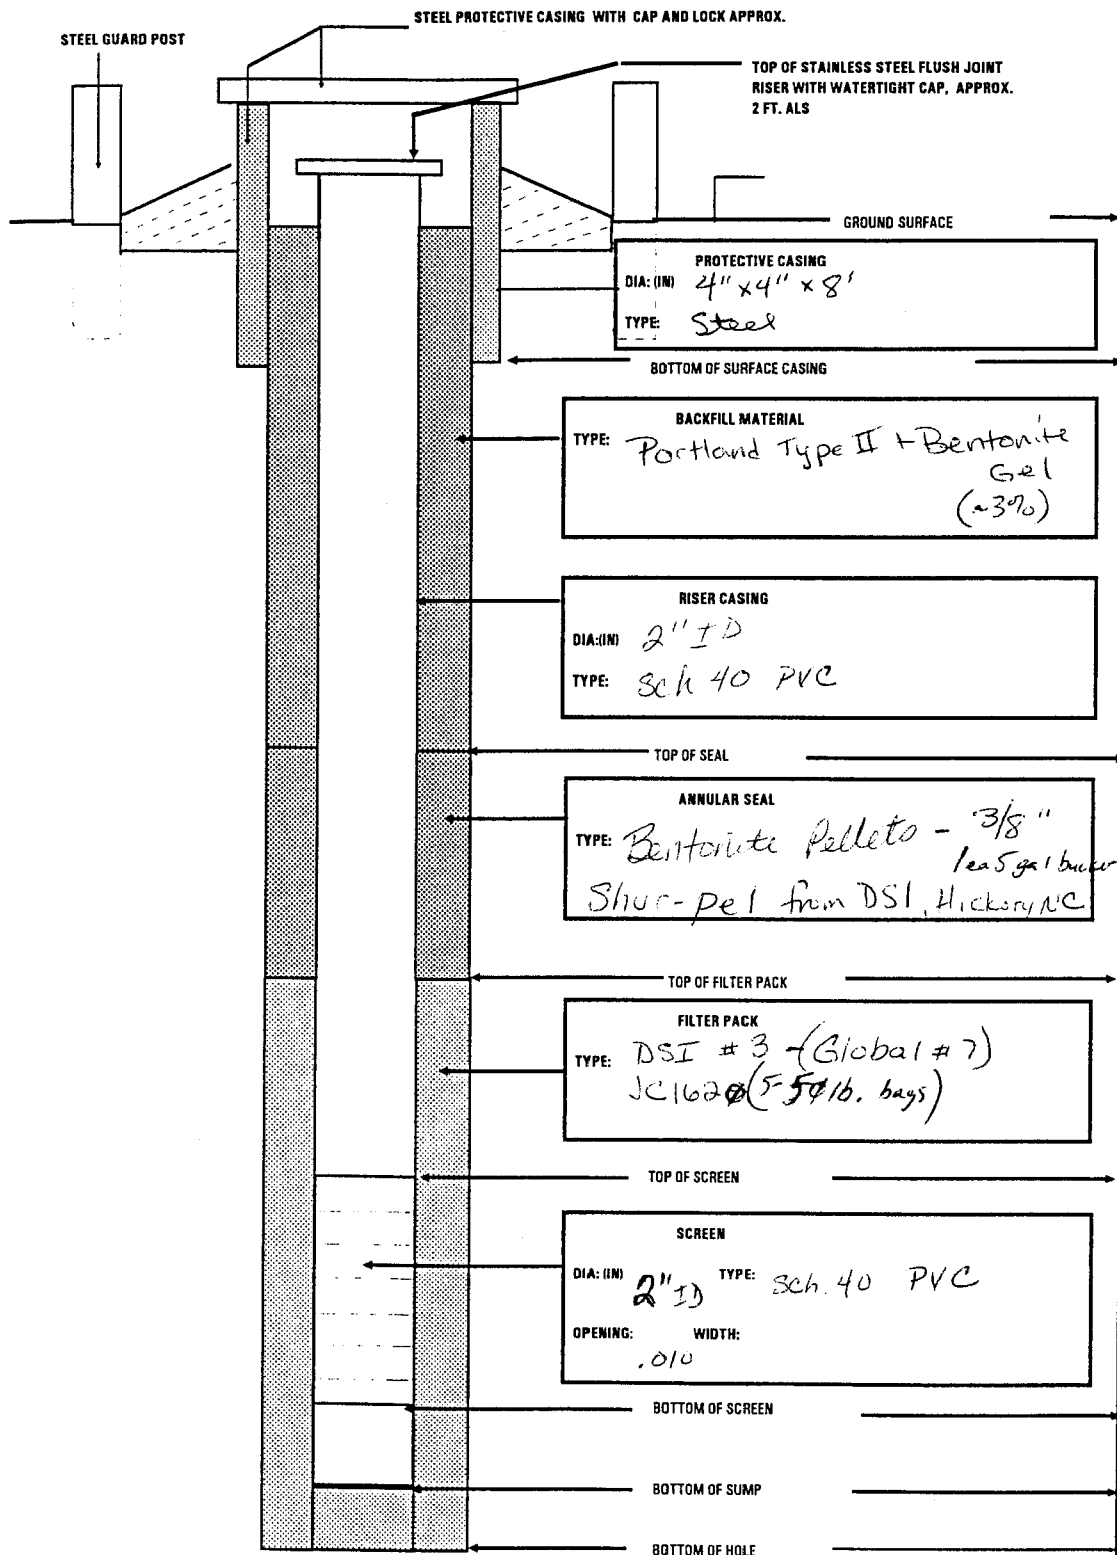 STEEL PROTECTIVE CASING WITH CAP AND LOCK APPROX.
STEEL GUARD POST
TOP OF STAINLESS STEEL FLUSH JOINT
RISER WITH WATERTIGHT CAP, APPROX.
2 FT. ALS
GROUND SURFACE
PROTECTIVE CASING
DIA: (IN) 4" x 4" x 8'
TYPE: Steel
BOTTOM OF SURFACE CASING
BACKFILL MATERIAL
TYPE: Portland Type II + Bentonite
Gel
(~3%)
RISER CASING
DIA:(IN) 2" ID
TYPE: Sch 40 PVC
TOP OF SEAL
ANNULAR SEAL
TYPE: Bentonite Pellets - 3/8"
1ea 5 gal bucket
Shur-pel from DSI, Hickory, NC
TOP OF FILTER PACK
FILTER PACK
TYPE: DSI # 3 - (Global # 7)
(5- lb. bags)
TOP OF SCREEN
SCREEN
DIA: (IN) 2" ID TYPE: Sch. 40 PVC
OPENING: WIDTH:
.010
BOTTOM OF SCREEN
BOTTOM OF SUMP
BOTTOM OF HOLE